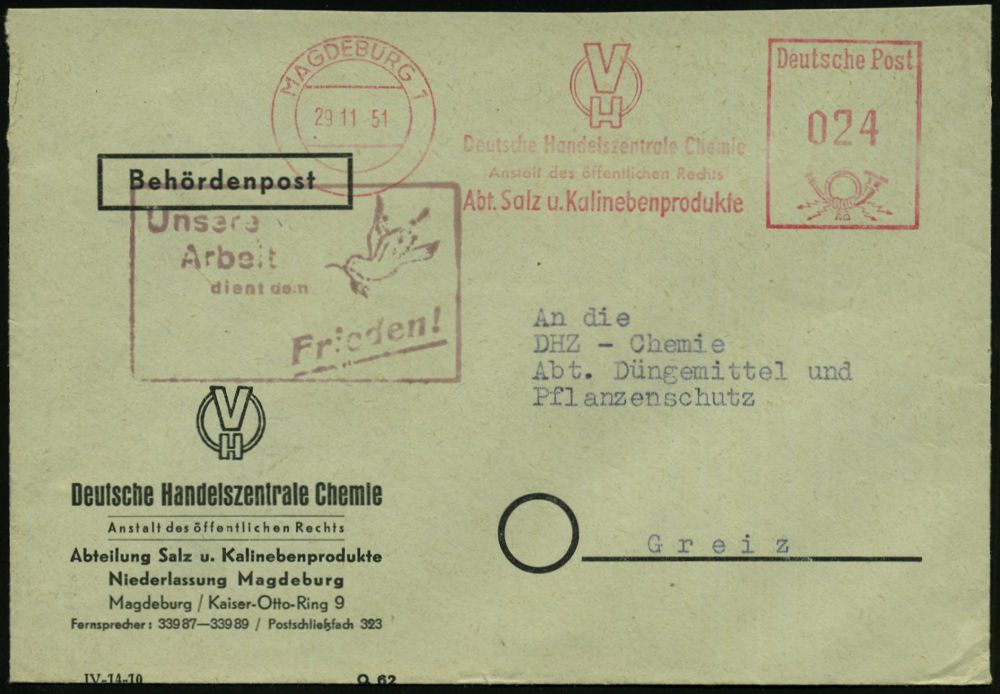 MAGDEBURG 1
29.11.51
VH
Deutsche Handelszentrale Chemie
Anstalt des öffentlichen Rechts
Abt. Salz u. Kalinebenprodukte
Deutsche Post
024
Behördenpost
Unsere
Arbeit
dient dem
Frieden!
An die
DHZ - Chemie
Abt. Düngemittel und
Pflanzenschutz
Greiz
VH
Deutsche Handelszentrale Chemie
Anstalt des öffentlichen Rechts
Abteilung Salz u. Kalinebenprodukte
Niederlassung Magdeburg
Magdeburg / Kaiser-Otto-Ring 9
Fernsprecher: 33987—33989 / Postschließfach 323
IV-14-10 Q 62